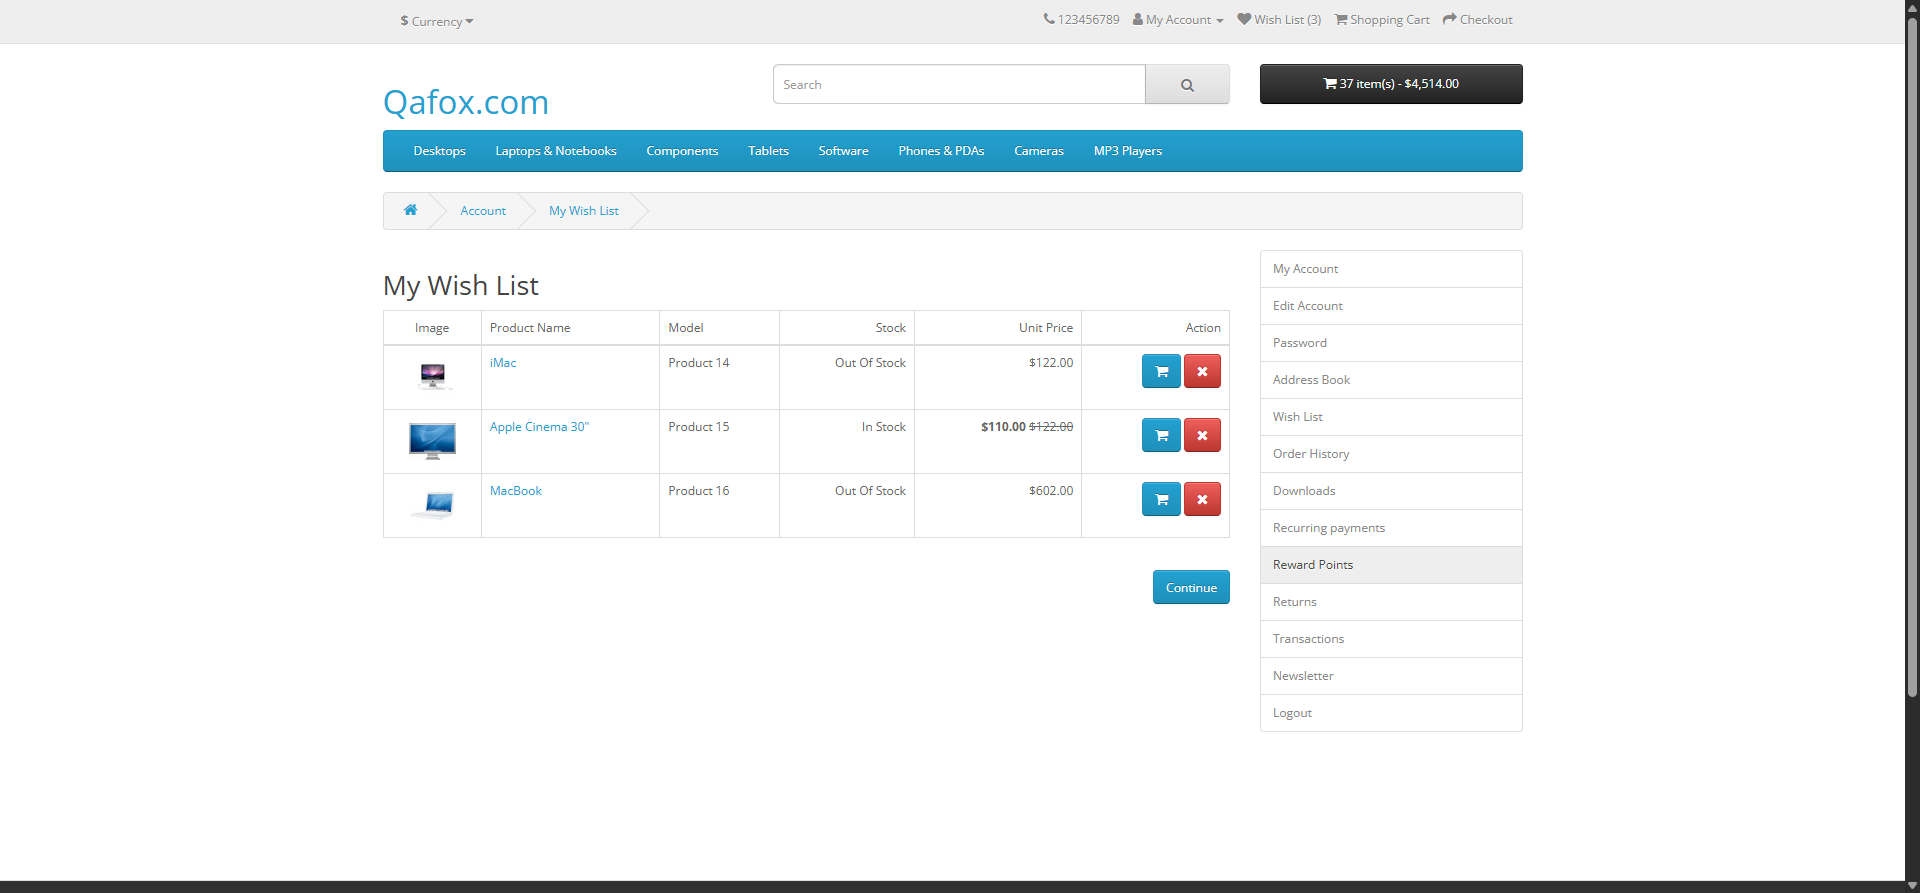 $ Currency
123456789 My Account Wish List (3) Shopping Cart Checkout
Qafox.com
Search
37 item(s) - $4,514.00
Desktops Laptops & Notebooks Components Tablets Software Phones & PDAs Cameras MP3 Players
Account My Wish List
My Wish List
Image Product Name Model Stock Unit Price Action
iMac Product 14 Out Of Stock $122.00
Apple Cinema 30" Product 15 In Stock $110.00 $122.00
MacBook Product 16 Out Of Stock $602.00
Continue
My Account
Edit Account
Password
Address Book
Wish List
Order History
Downloads
Recurring payments
Reward Points
Returns
Transactions
Newsletter
Logout